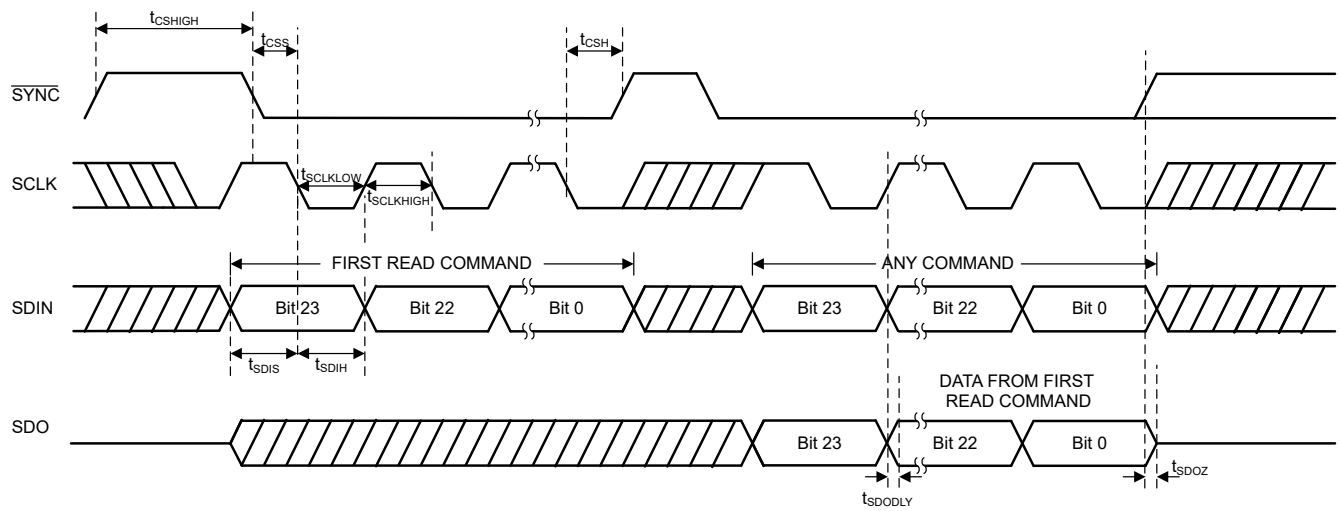 tCSHIGH
tCSS
tCSH
SYNC
SCLK
tSCLKLOW
tSCLKHIGH
FIRST READ COMMAND
ANY COMMAND
SDIN
Bit 23
Bit 22
Bit 0
Bit 23
Bit 22
Bit 0
tSDIS
tSDIH
DATA FROM FIRST
READ COMMAND
SDO
Bit 23
Bit 22
Bit 0
tSDODLY
tSDOZ